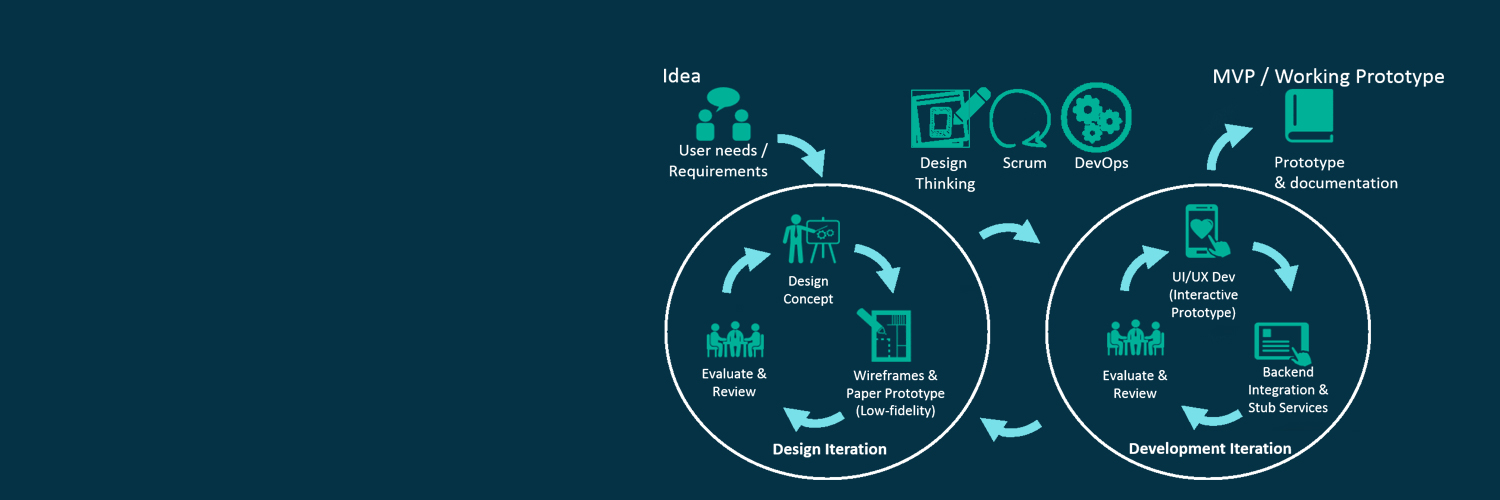 Idea
User needs /
Requirements
Design
Thinking
Scrum
DevOps
MVP / Working Prototype
Prototype
& documentation
Design
Concept
Wireframes &
Paper Prototype
(Low-fidelity)
Evaluate &
Review
Design Iteration
UI/UX Dev
(Interactive
Prototype)
Backend
Integration &
Stub Services
Evaluate &
Review
Development Iteration